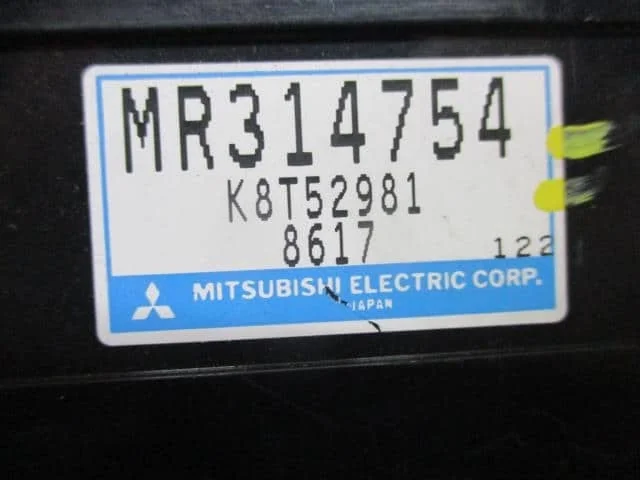 MR314754
K8T52981
8617 122
MITSUBISHI ELECTRIC CORP.
JAPAN